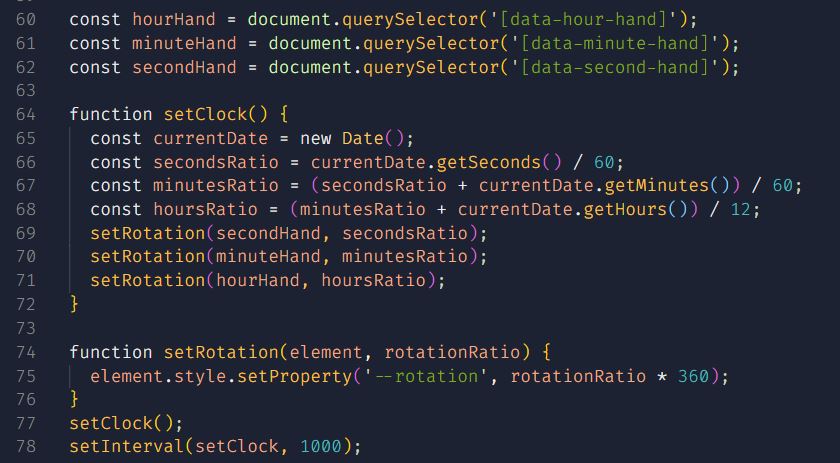 60 const hourHand = document.querySelector('[data-hour-hand]');
61 const minuteHand = document.querySelector('[data-minute-hand]');
62 const secondHand = document.querySelector('[data-second-hand]');
63
64 function setClock() {
65   const currentDate = new Date();
66   const secondsRatio = currentDate.getSeconds() / 60;
67   const minutesRatio = (secondsRatio + currentDate.getMinutes()) / 60;
68   const hoursRatio = (minutesRatio + currentDate.getHours()) / 12;
69   setRotation(secondHand, secondsRatio);
70   setRotation(minuteHand, minutesRatio);
71   setRotation(hourHand, hoursRatio);
72 }
73
74 function setRotation(element, rotationRatio) {
75   element.style.setProperty('--rotation', rotationRatio * 360);
76 }
77 setClock();
78 setInterval(setClock, 1000);